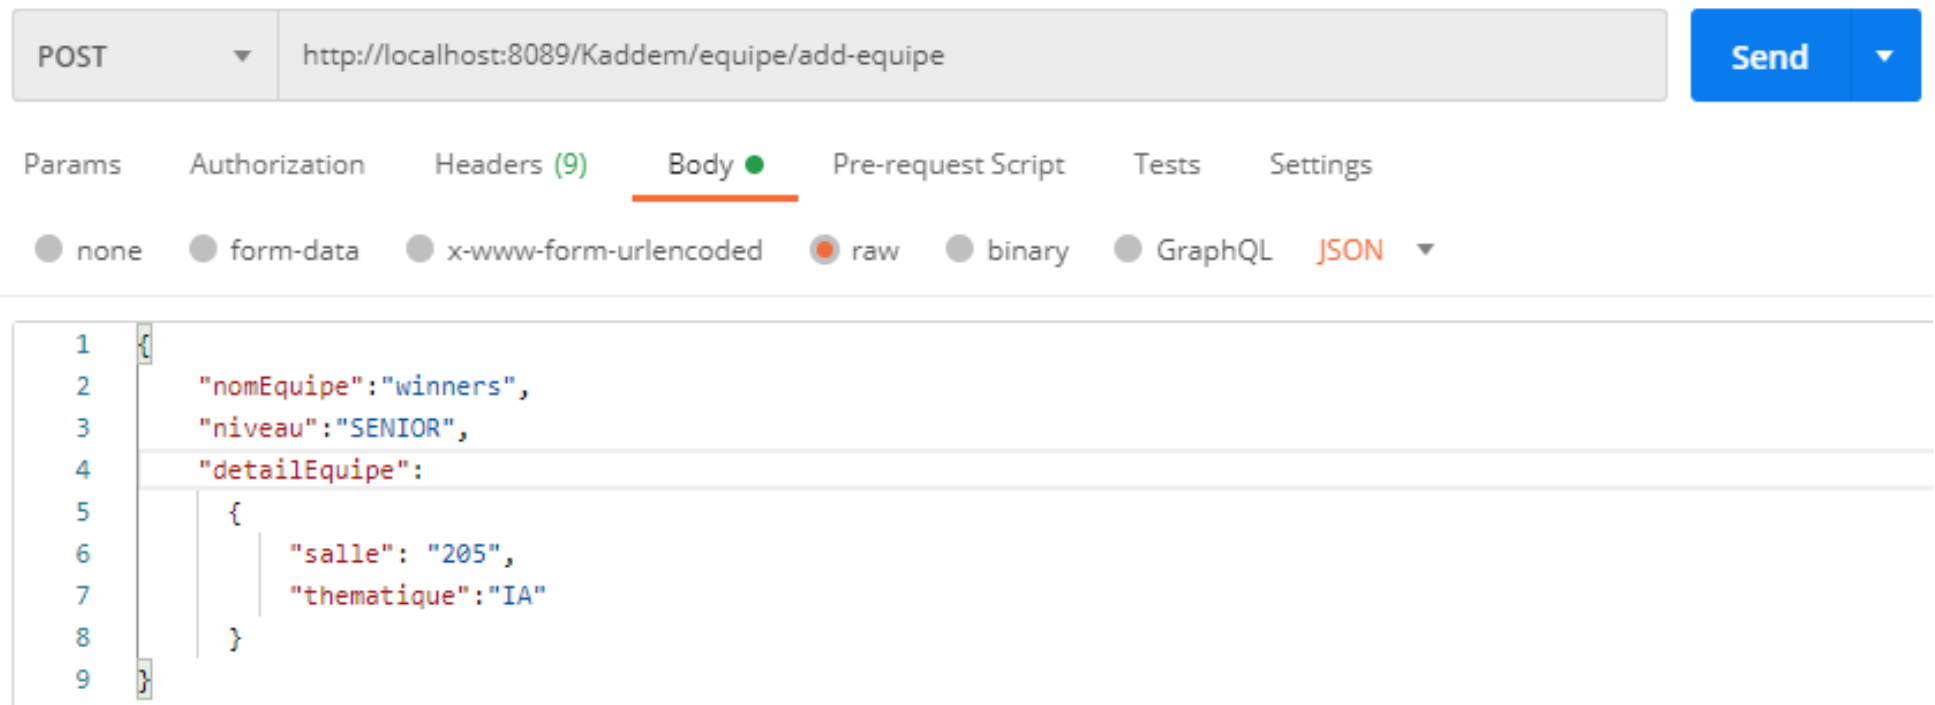 POST http://localhost:8089/Kaddem/equipe/add-equipe Send
Params Authorization Headers (9) Body Pre-request Script Tests Settings
none form-data x-www-form-urlencoded raw binary GraphQL JSON
1 {
2 "nomEquipe":"winners",
3 "niveau":"SENIOR",
4 "detailEquipe":
5 {
6 "salle": "205",
7 "thematique":"IA"
8 }
9 }